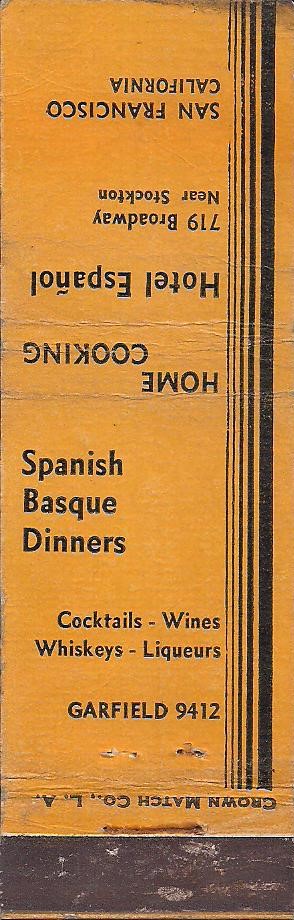 HOME
COOKING
Hotel Español
719 Broadway
Near Stockton
SAN FRANCISCO
CALIFORNIA
Spanish
Basque
Dinners
Cocktails - Wines
Whiskeys - Liqueurs
GARFIELD 9412
CROWN MATCH CO., L. A.